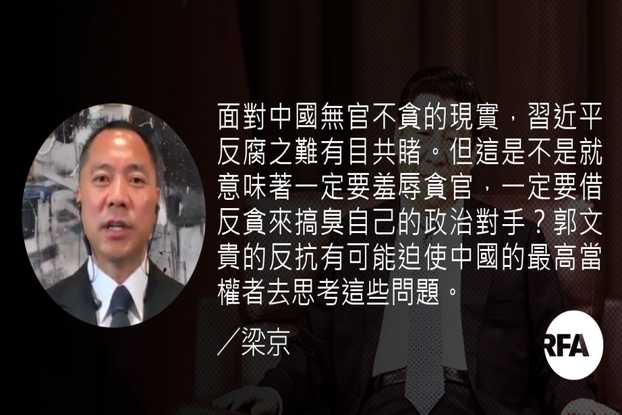 面對中國無官不貪的現實，習近平
反腐之難有目共睹。但這是不是就
意味著一定要羞辱貪官，一定要借
反貪來搞臭自己的政治對手？郭文
貴的反抗有可能迫使中國的最高當
權者去思考這些問題。
／梁京
RFA